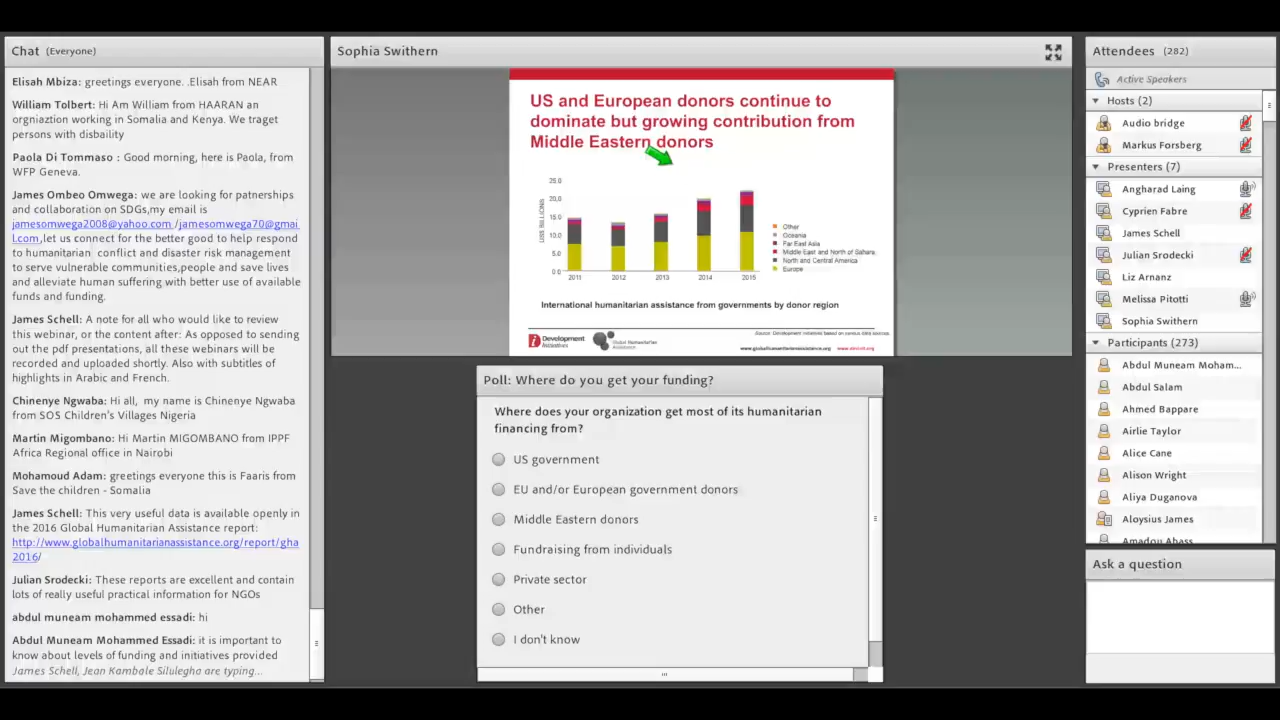 Chat (Everyone)
Elisah Mbiza: greetings everyone. .Elisah from NEAR
William Tolbert: Hi Am William from HAARAN an
orgniaztion working in Somalia and Kenya. We traget
persons with disbaility
Paola Di Tommaso : Good morning, here is Paola, from
WFP Geneva.
James Ombeo Omwega: we are looking for patnerships
and collaboration on SDGs,my email is
jamesomwega2008@yahoo.com /jamesomwega70@gmai
l.com ,let us connect for the better good to help respond
to humanitarian, conflict and disaster risk management
to serve vulnerable communities,people and save lives
and alleviate human suffering with better use of available
funds and funding.
James Schell: A note for all who would like to review
this webinar, or the content after: As opposed to sending
out the pdf presentations, all these webinars will be
recorded and uploaded shortly. Also with subtitles of
highlights in Arabic and French.
Chinenye Ngwaba: Hi all, my name is Chinenye Ngwaba
from SOS Children's Villages Nigeria
Martin Migombano: Hi Martin MIGOMBANO from IPPF
Africa Regional office in Nairobi
Mohamoud Adam: greetings everyone this is Faaris from
Save the children - Somalia
James Schell: This very useful data is available openly in
the 2016 Global Humanitarian Assistance report:
http://www.globalhumanitarianassistance.org/report/gha
2016/
Julian Srodecki: These reports are excellent and contain
lots of really useful practical information for NGOs
abdul muneam mohammed essadi: hi
Abdul Muneam Mohammed Essadi: it is important to
know about levels of funding and initiatives provided
James Schell, Jean Kambale Silulegha are typing...
Sophia Swithern
US and European donors continue to
dominate but growing contribution from
Middle Eastern donors
US$ BILLIONS
25.0
20.0
15.0
10.0
5.0
0.0
2011 2012 2013 2014 2015
Other
Oceania
Far East Asia
Middle East and North of Sahara
North and Central America
Europe
International humanitarian assistance from governments by donor region
Source: Development Initiatives based on various data sources.
Development
Initiatives
Global Humanitarian
Assistance
www.globalhumanitarianassistance.org www.devinit.org
Poll: Where do you get your funding?
Where does your organization get most of its humanitarian
financing from?
US government
EU and/or European government donors
Middle Eastern donors
Fundraising from individuals
Private sector
Other
I don't know
Attendees (282)
Active Speakers
Hosts (2)
Audio bridge
Markus Forsberg
Presenters (7)
Angharad Laing
Cyprien Fabre
James Schell
Julian Srodecki
Liz Arnanz
Melissa Pitotti
Sophia Swithern
Participants (273)
Abdul Muneam Moham...
Abdul Salam
Ahmed Bappare
Airlie Taylor
Alice Cane
Alison Wright
Aliya Duganova
Aloysius James
Amadou Abass
Ask a question